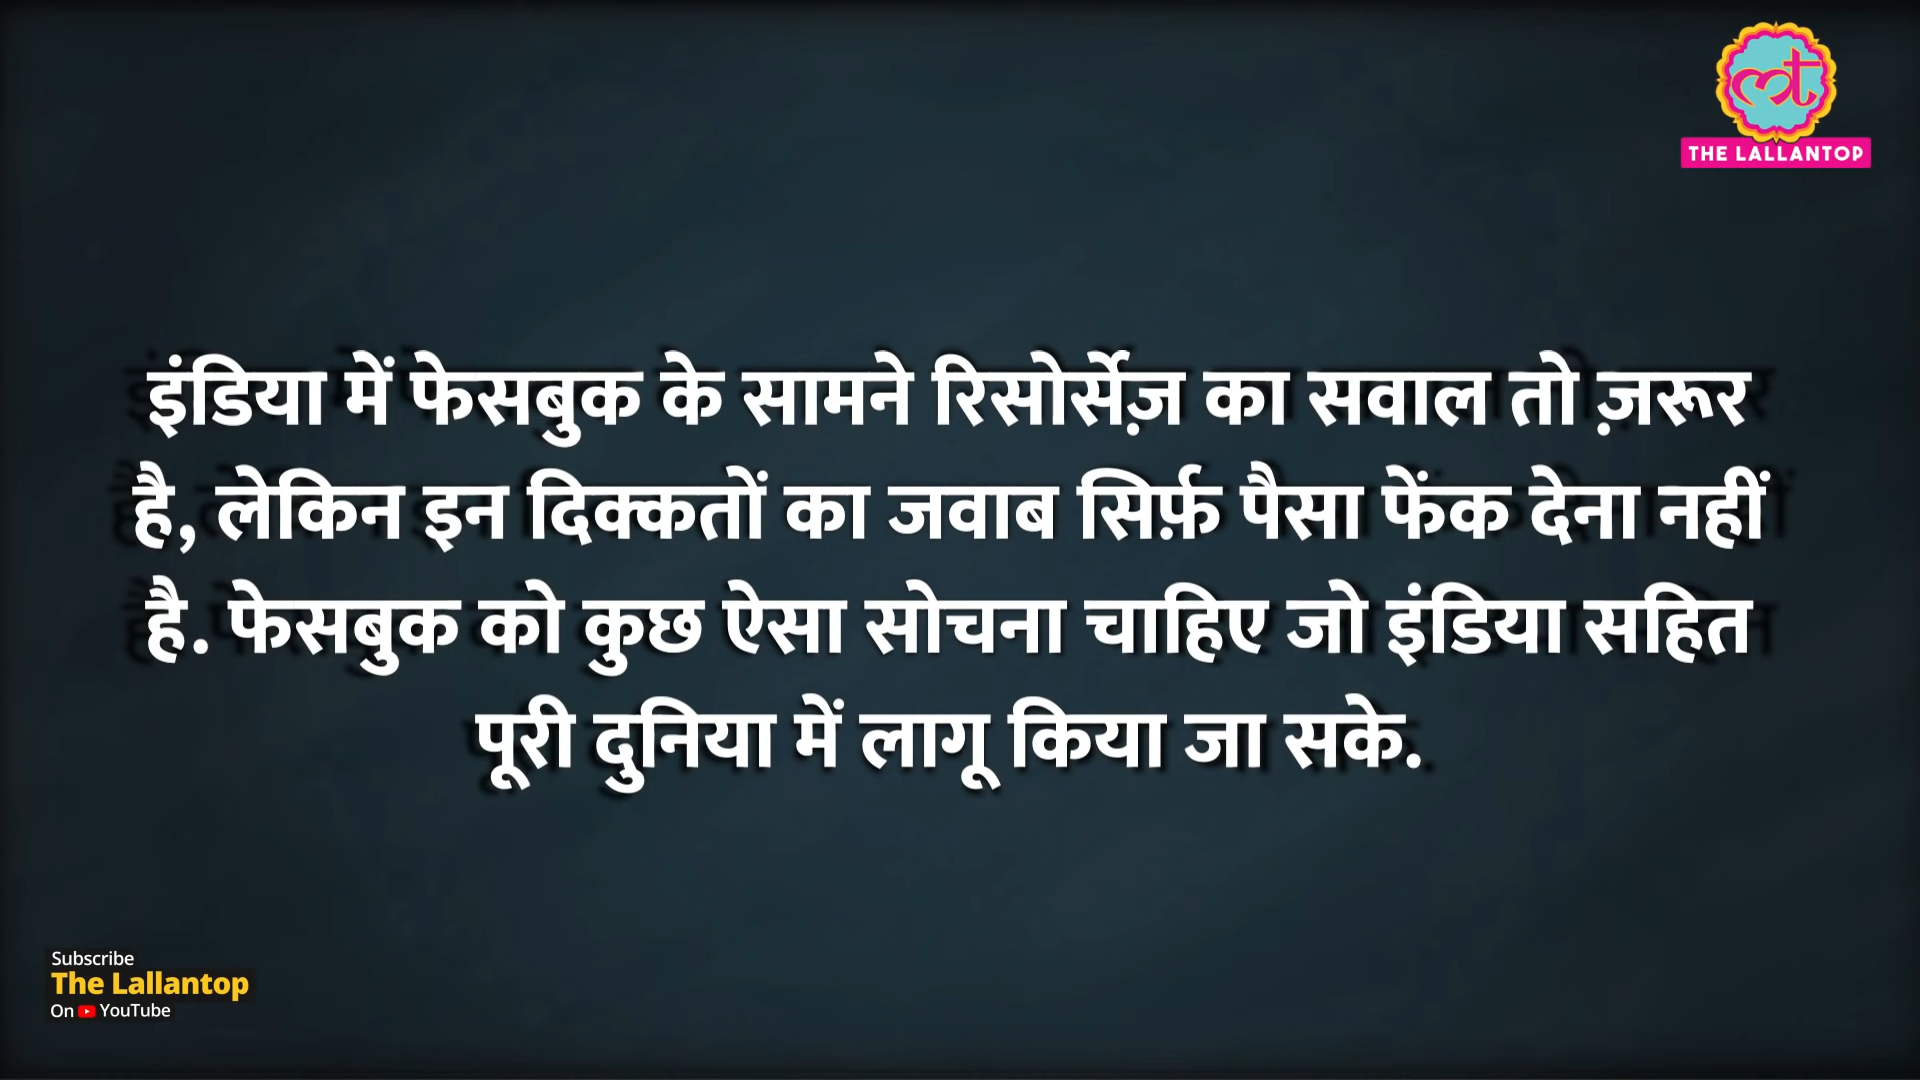 THE LALLANTOP
इंडिया में फेसबुक के सामने रिसोर्सेज़ का सवाल तो ज़रूर
है, लेकिन इन दिक्कतों का जवाब सिर्फ़ पैसा फेंक देना नहीं
है. फेसबुक को कुछ ऐसा सोचना चाहिए जो इंडिया सहित
पूरी दुनिया में लागू किया जा सके.
Subscribe
The Lallantop
On YouTube